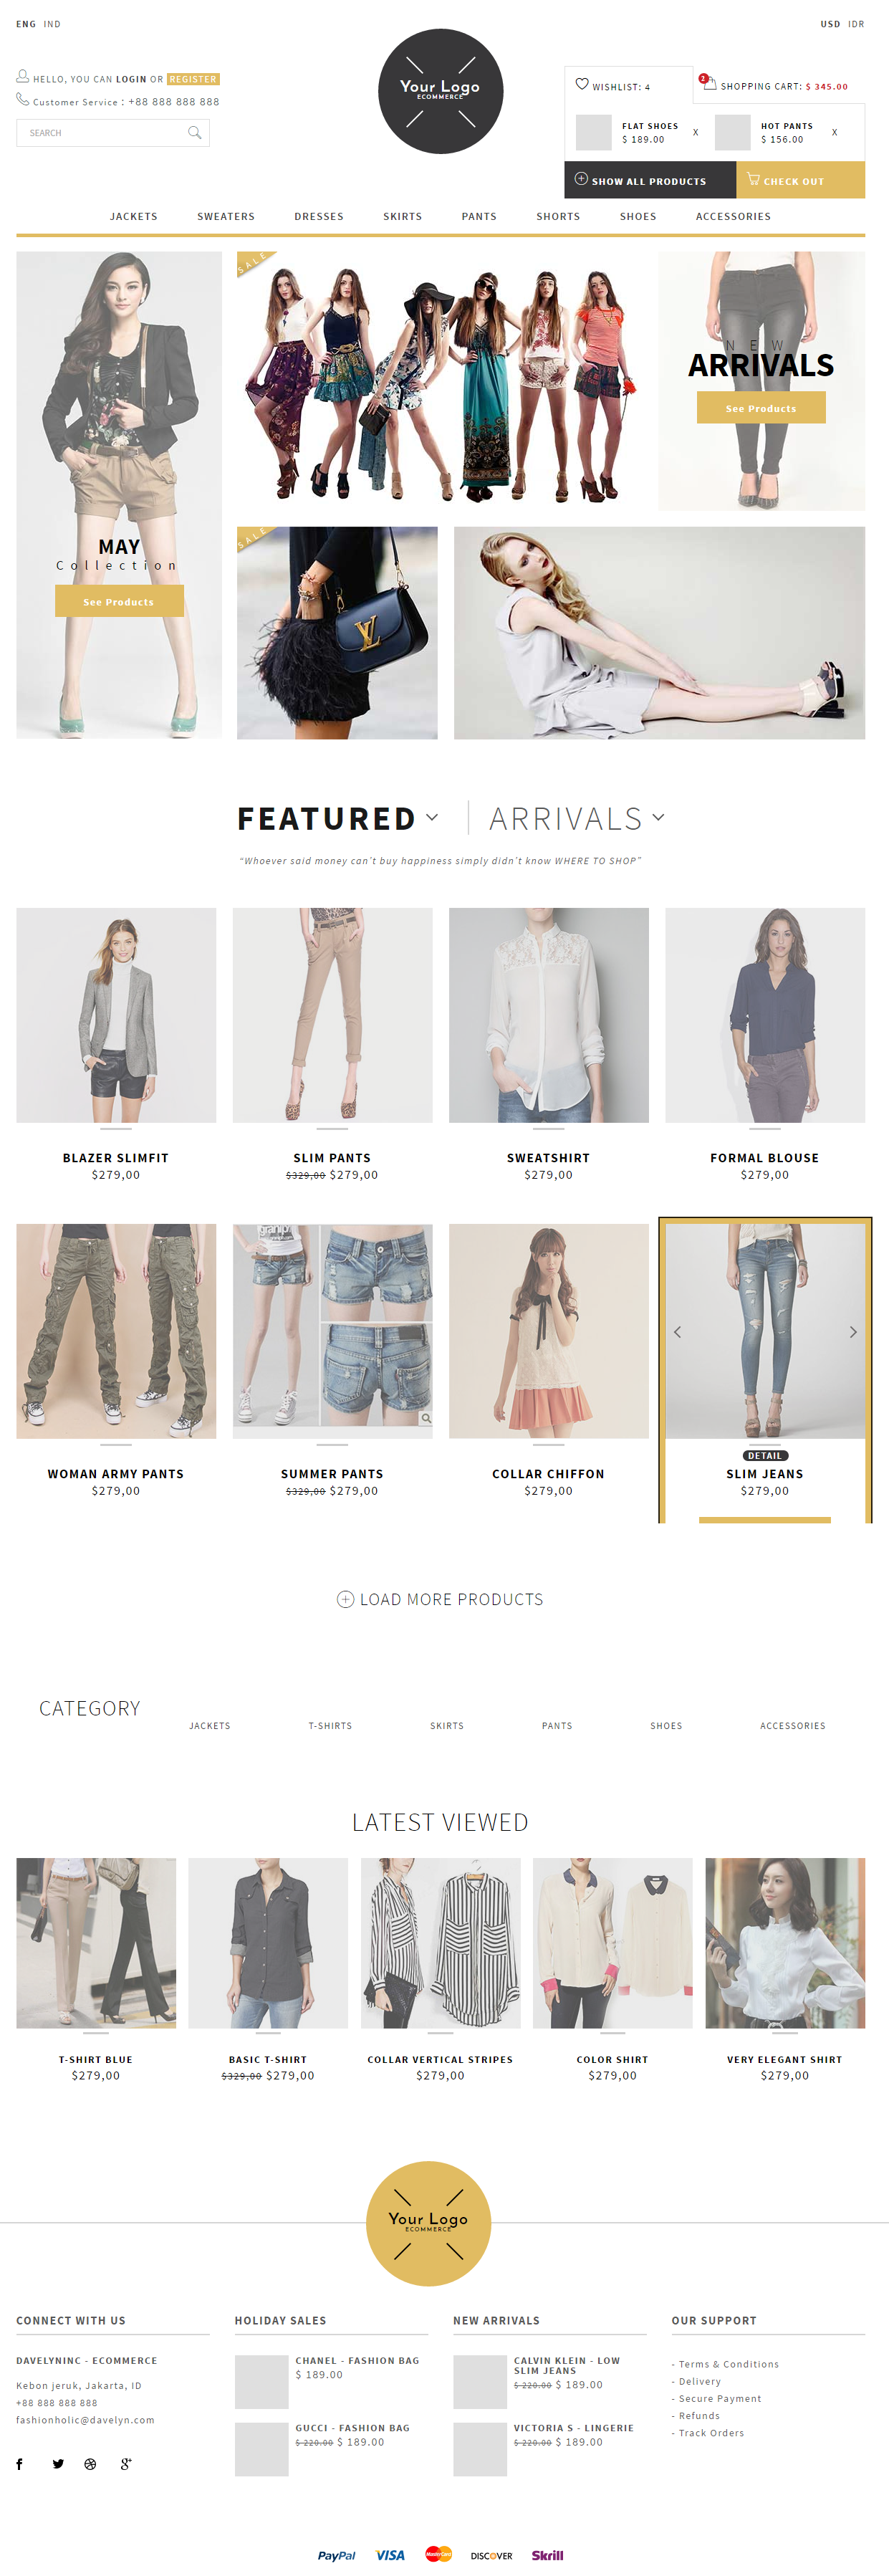 ENG IND
USD IDR
HELLO, YOU CAN LOGIN OR REGISTER
Customer Service : +88 888 888 888
SEARCH
Your Logo
ECOMMERCE
WISHLIST: 4
2
SHOPPING CART: $ 345.00
FLAT SHOES
$ 189.00
X
HOT PANTS
$ 156.00
X
SHOW ALL PRODUCTS
CHECK OUT
JACKETS SWEATERS DRESSES SKIRTS PANTS SHORTS SHOES ACCESSORIES
MAY
Collection
See Products
SALE
NEW
ARRIVALS
See Products
SALE
LV
FEATURED
ARRIVALS
"Whoever said money can't buy happiness simply didn't know WHERE TO SHOP"
BLAZER SLIMFIT
$279,00
SLIM PANTS
$329,00 $279,00
SWEATSHIRT
$279,00
FORMAL BLOUSE
$279,00
WOMAN ARMY PANTS
$279,00
SUMMER PANTS
$329,00 $279,00
COLLAR CHIFFON
$279,00
DETAIL
SLIM JEANS
$279,00
LOAD MORE PRODUCTS
CATEGORY
JACKETS T-SHIRTS SKIRTS PANTS SHOES ACCESSORIES
LATEST VIEWED
T-SHIRT BLUE
$279,00
BASIC T-SHIRT
$329,00 $279,00
COLLAR VERTICAL STRIPES
$279,00
COLOR SHIRT
$279,00
VERY ELEGANT SHIRT
$279,00
Your Logo
ECOMMERCE
CONNECT WITH US
DAVELYNINC - ECOMMERCE
Kebon jeruk, Jakarta, ID
+88 888 888 888
fashionholic@davelyn.com
HOLIDAY SALES
CHANEL - FASHION BAG
$ 189.00
GUCCI - FASHION BAG
$ 220.00 $ 189.00
NEW ARRIVALS
CALVIN KLEIN - LOW
SLIM JEANS
$ 220.00 $ 189.00
VICTORIA S - LINGERIE
$ 220.00 $ 189.00
OUR SUPPORT
- Terms & Conditions
- Delivery
- Secure Payment
- Refunds
- Track Orders
PayPal VISA MasterCard DISCOVER Skrill